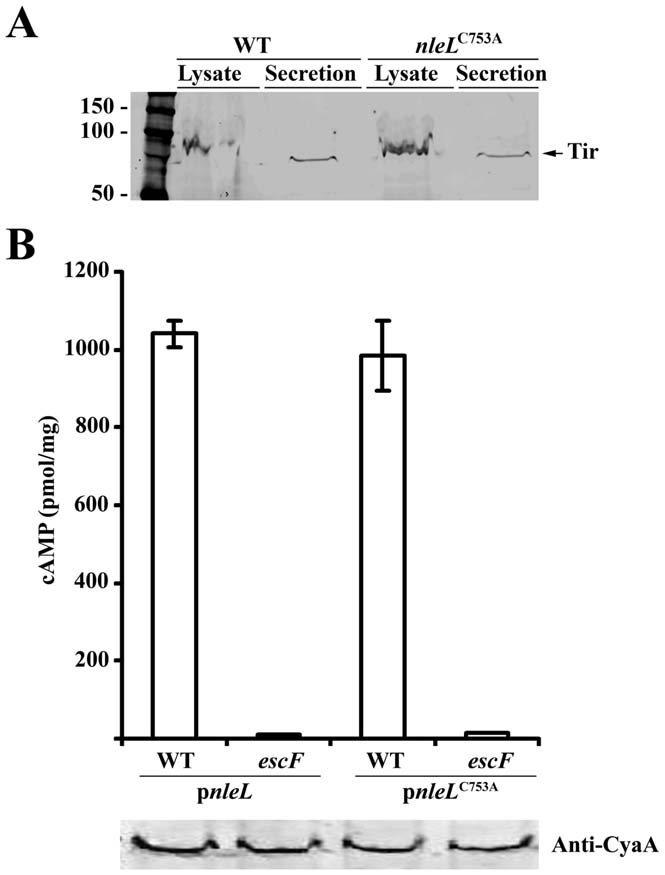 A
WT nleL^C753A
Lysate Secretion Lysate Secretion
150 -
100 -
50 -
Tir
B
1200
1000
800
600
400
200
cAMP (pmol/mg)
WT escF WT escF
pnleL pnleL^C753A
Anti-CyaA